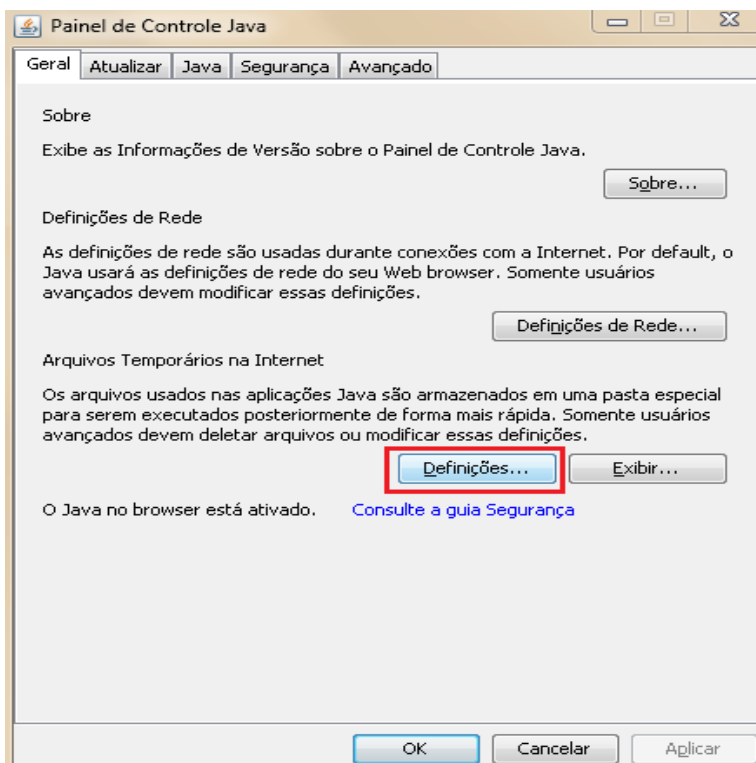 Painel de Controle Java
Geral Atualizar Java Segurança Avançado
Sobre
Exibe as Informações de Versão sobre o Painel de Controle Java.
Sobre...
Definições de Rede
As definições de rede são usadas durante conexões com a Internet. Por default, o
Java usará as definições de rede do seu Web browser. Somente usuários
avançados devem modificar essas definições.
Definições de Rede...
Arquivos Temporários na Internet
Os arquivos usados nas aplicações Java são armazenados em uma pasta especial
para serem executados posteriormente de forma mais rápida. Somente usuários
avançados devem deletar arquivos ou modificar essas definições.
Definições... Exibir...
O Java no browser está ativado. Consulte a guia Segurança
OK Cancelar Aplicar